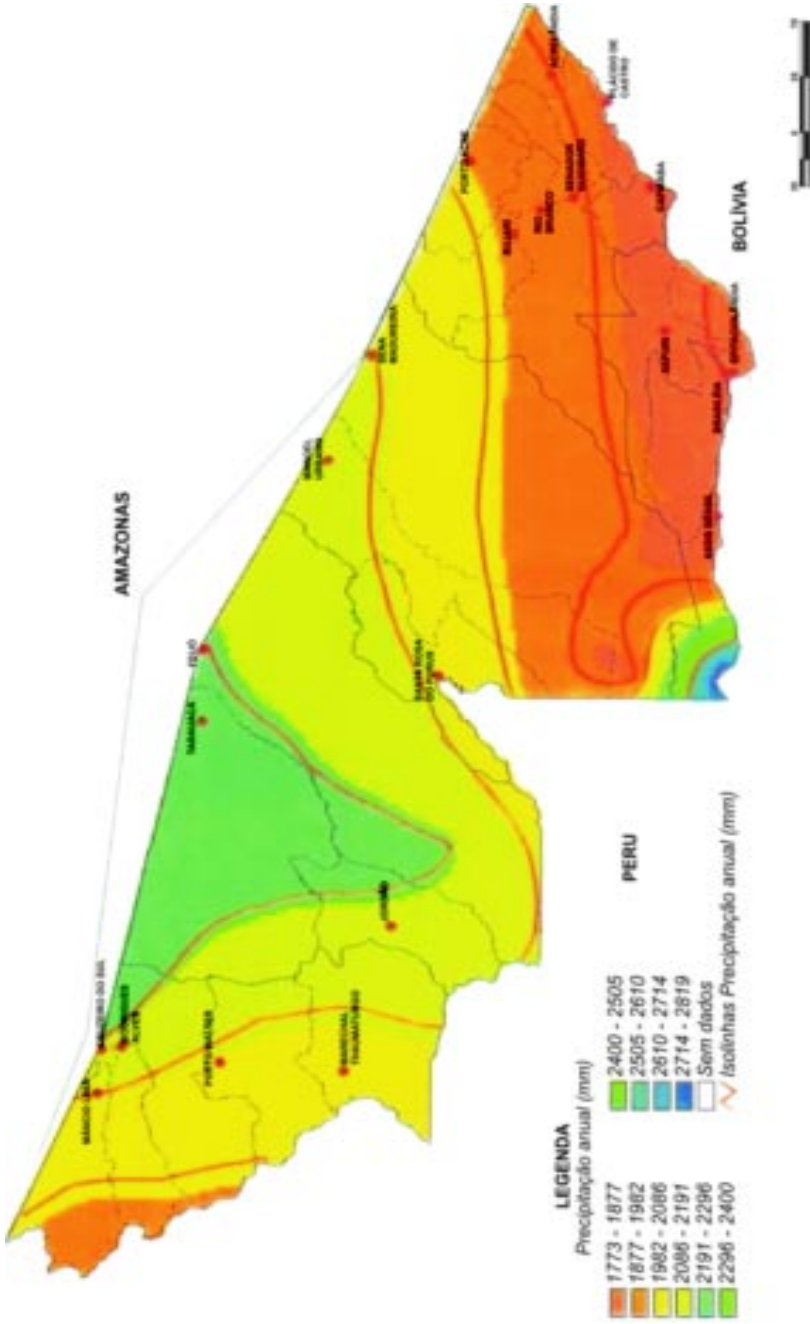 AMAZONAS
BOLÍVIA
PERU
MÂNCIO LIMA
CRUZEIRO DO SUL
RODRIGUES
ALVES
PORTO WALTER
MARECHAL
THAUMATURGO
JORDÃO
TARAUACÁ
FEIJÓ
SANTA ROSA
DO PURUS
MANOEL
URBANO
SENA
MADUREIRA
PORTO ACRE
BUJARI
RIO
BRANCO
SENADOR
GUIOMARD
ACRELÂNDIA
PLÁCIDO DE
CASTRO
CAPIXABA
XAPURI
EPITACIOLÂNDIA
BRASILÉIA
ASSIS BRASIL
LEGENDA
Precipitação anual (mm)
1773 - 1877
1877 - 1982
1982 - 2086
2086 - 2191
2191 - 2296
2296 - 2400
2400 - 2505
2505 - 2610
2610 - 2714
2714 - 2819
Sem dados
Isolinhas Precipitação anual (mm)